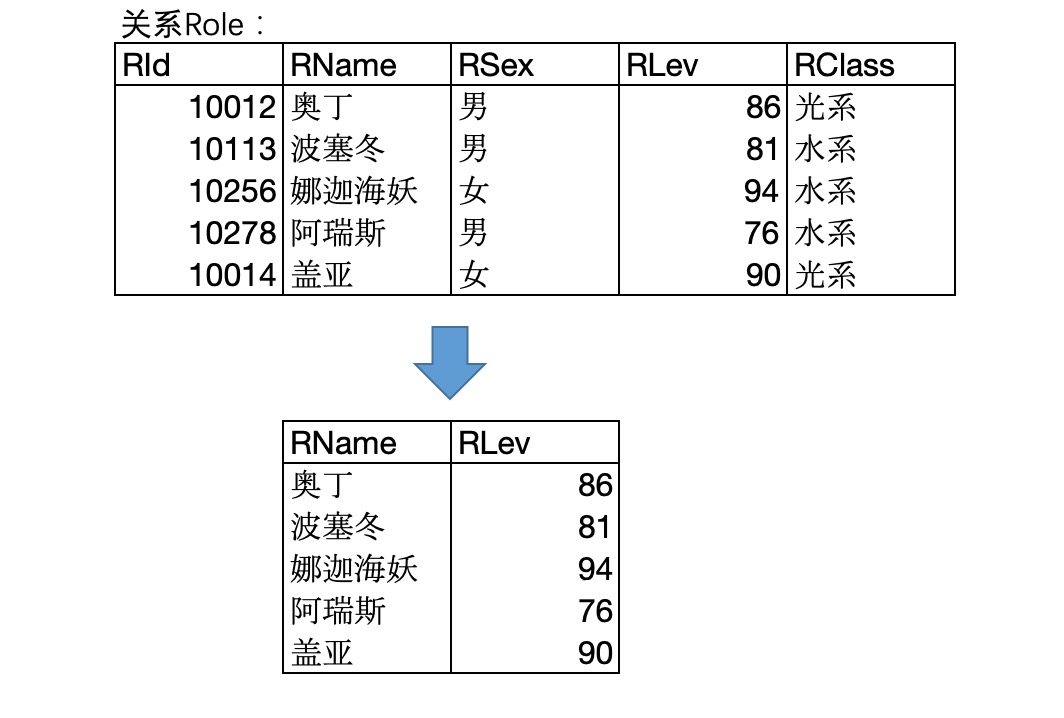 关系Role：
RId RName RSex RLev RClass
10012 奥丁 男 86 光系
10113 波塞冬 男 81 水系
10256 娜迦海妖 女 94 水系
10278 阿瑞斯 男 76 水系
10014 盖亚 女 90 光系
RName RLev
奥丁 86
波塞冬 81
娜迦海妖 94
阿瑞斯 76
盖亚 90